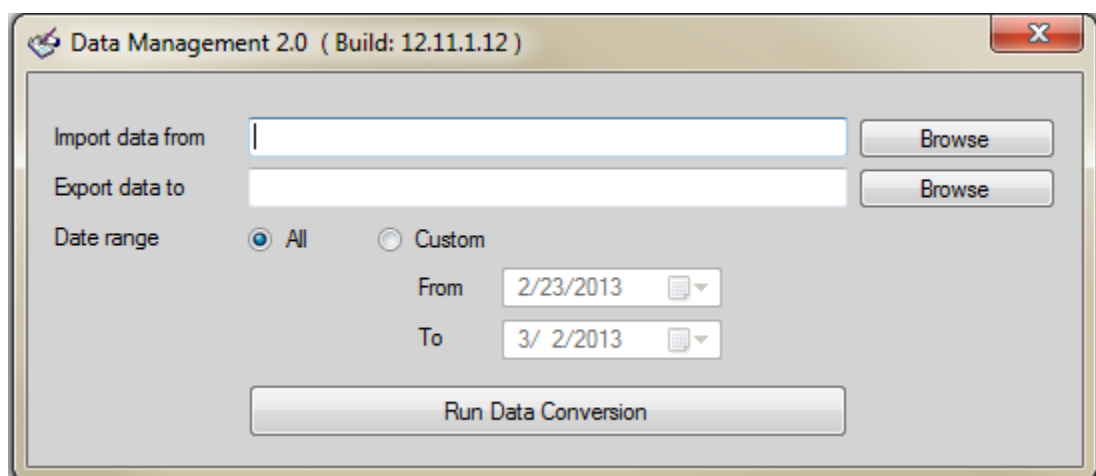 Data Management 2.0 ( Build: 12.11.1.12 )
Import data from Browse
Export data to Browse
Date range All Custom
From 2/23/2013
To 3/ 2/2013
Run Data Conversion